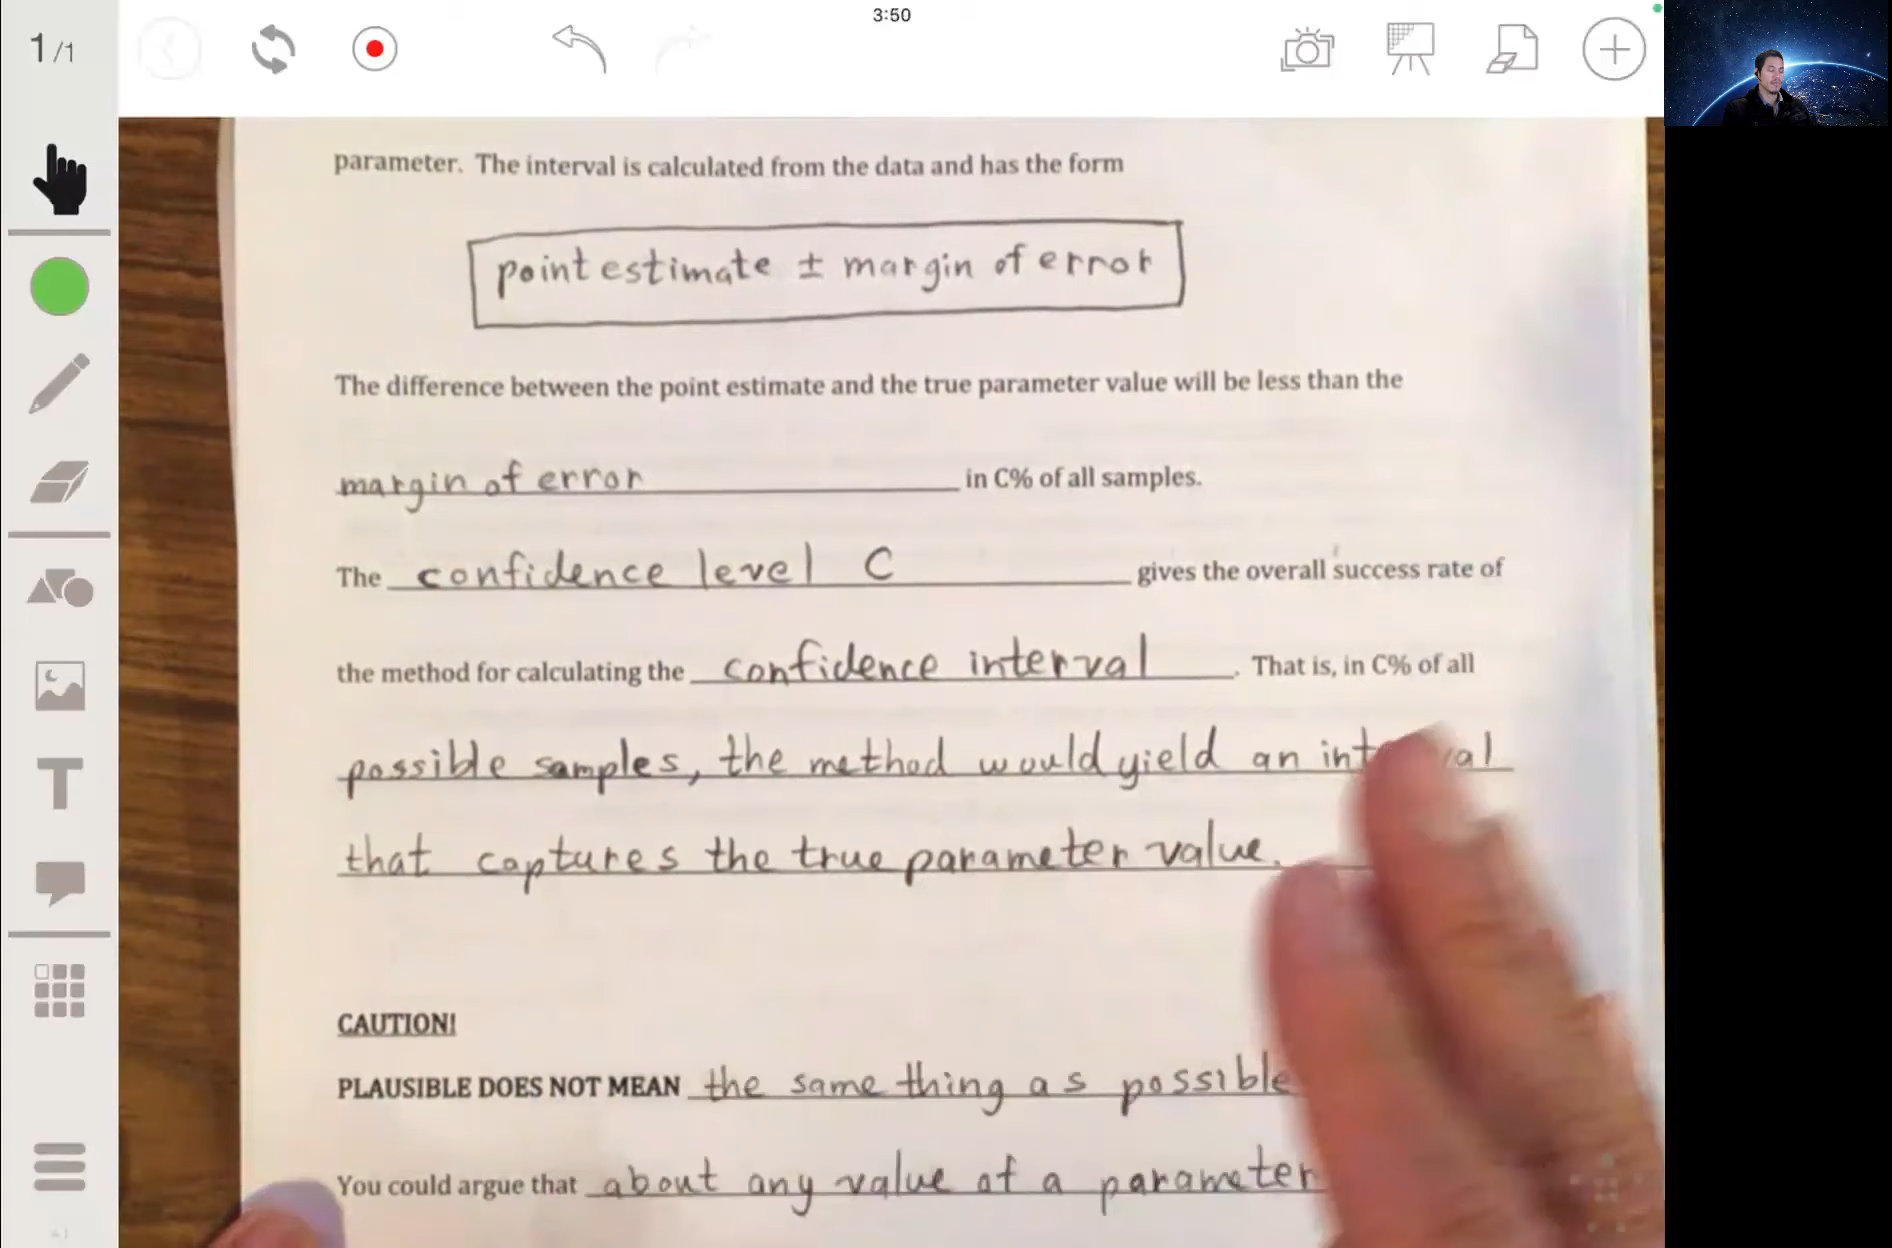 3:50
1/1
parameter. The interval is calculated from the data and has the form
point estimate ± margin of error
The difference between the point estimate and the true parameter value will be less than the
margin of error in C% of all samples.
The confidence level C gives the overall success rate of
the method for calculating the confidence interval. That is, in C% of all
possible samples, the method would yield an int val
that captures the true parameter value.
CAUTION!
PLAUSIBLE DOES NOT MEAN the same thing as possible
You could argue that about any value of a parameter
T